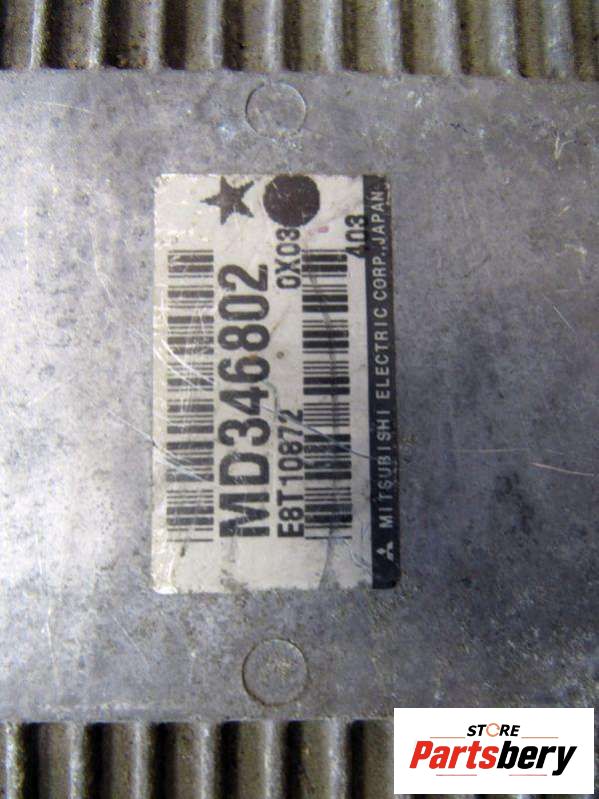 MD346802
E8T10872 0X03
403
MITSUBISHI ELECTRIC CORP., JAPAN
STORE
Partsbery